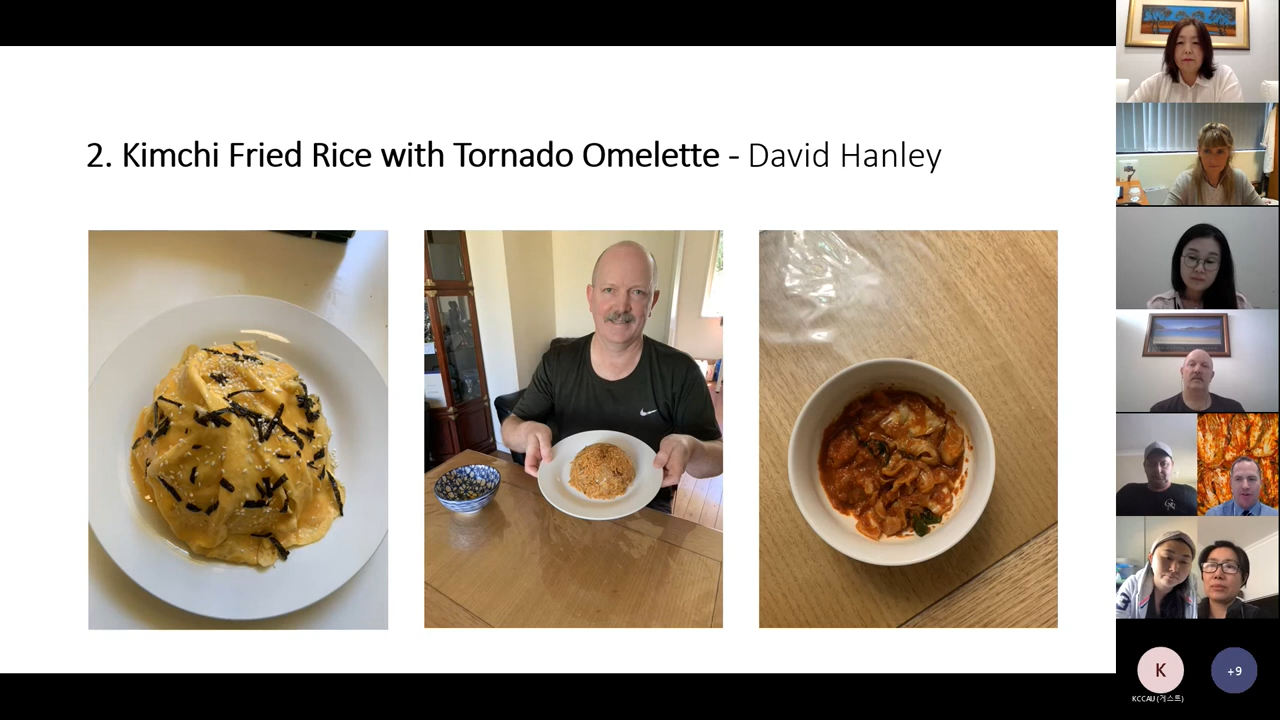 2. Kimchi Fried Rice with Tornado Omelette - David Hanley
K
+9
KCCAU (게스트)